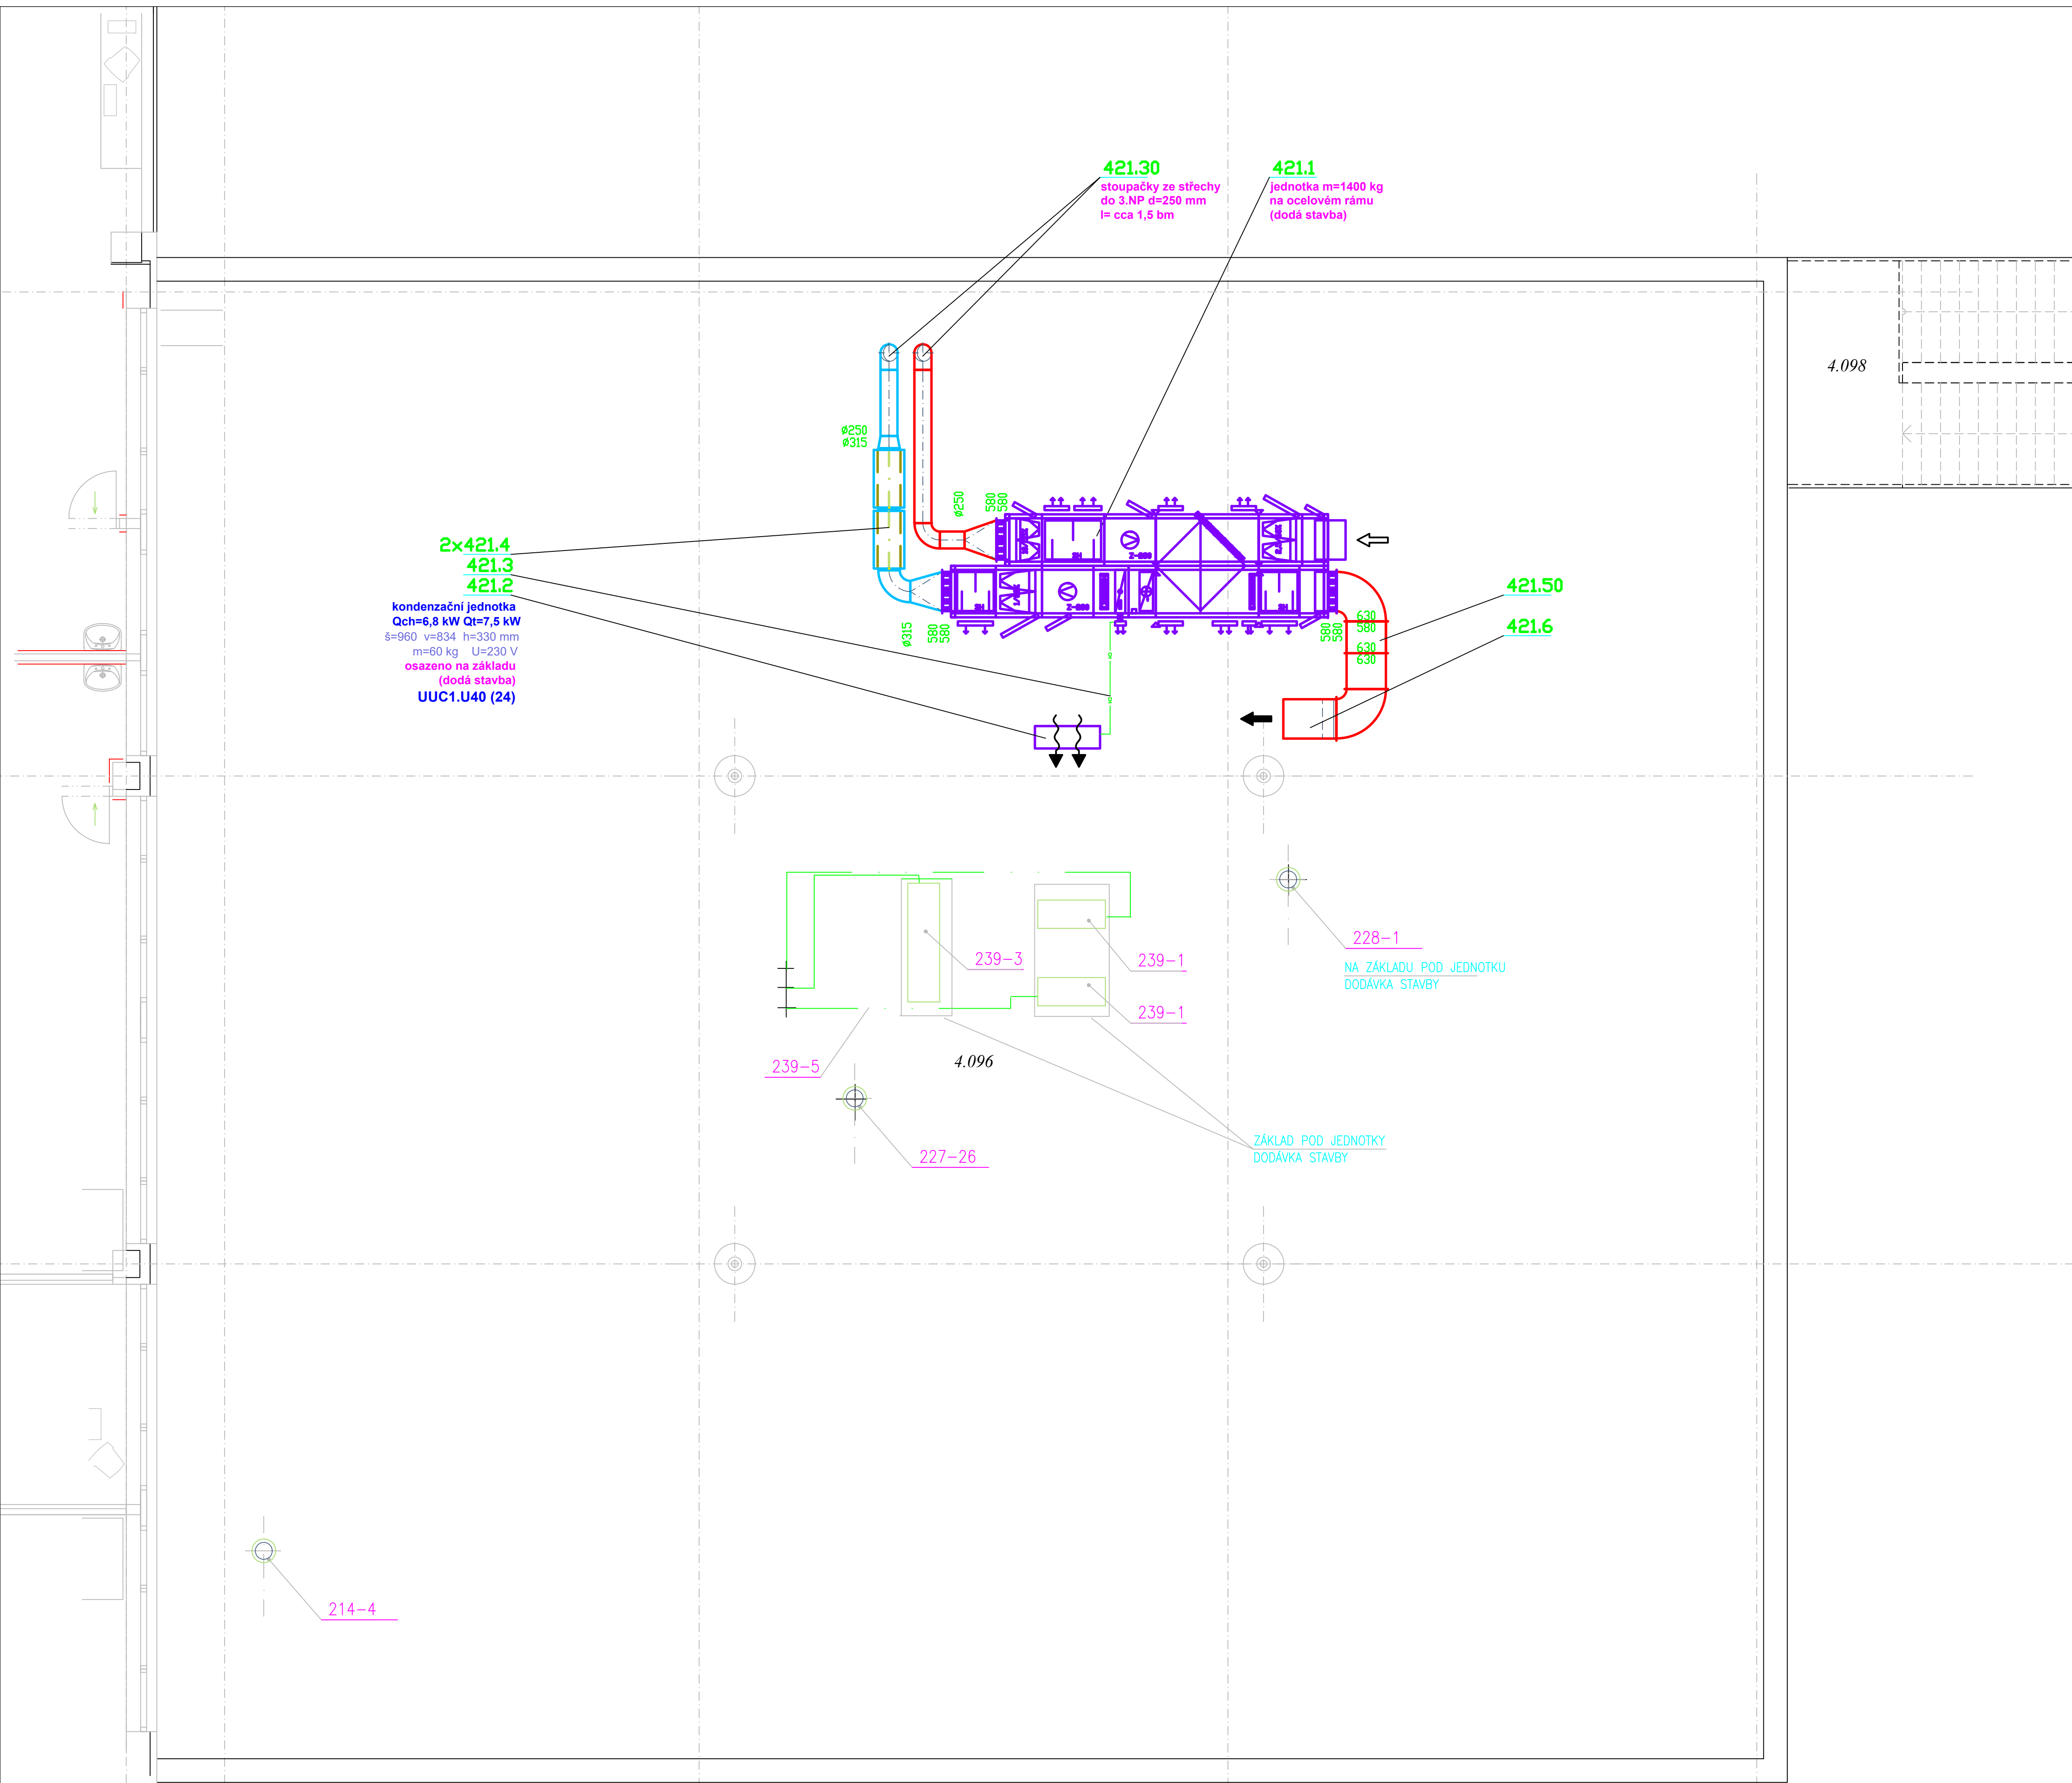 421.30
stoupačky ze střechy
do 3.NP d=250 mm
l= cca 1,5 bm
421.1
jednotka m=1400 kg
na ocelovém rámu
(dodá stavba)
4.098
ø250
ø315
ø250
580
580
2x421.4
421.3
421.2
kondenzační jednotka
Qch=6,8 kW Qt=7,5 kW
š=960 v=834 h=330 mm
m=60 kg U=230 V
osazeno na základu
(dodá stavba)
UUC1.U40 (24)
SH
Z-280
SH
Z-280
SH
ø315
580
580
580
580
630
580
630
630
421.50
421.6
239-3
239-1
239-1
239-5
4.096
228-1
NA ZÁKLADU POD JEDNOTKU
DODÁVKA STAVBY
227-26
ZÁKLAD POD JEDNOTKY
DODÁVKA STAVBY
214-4